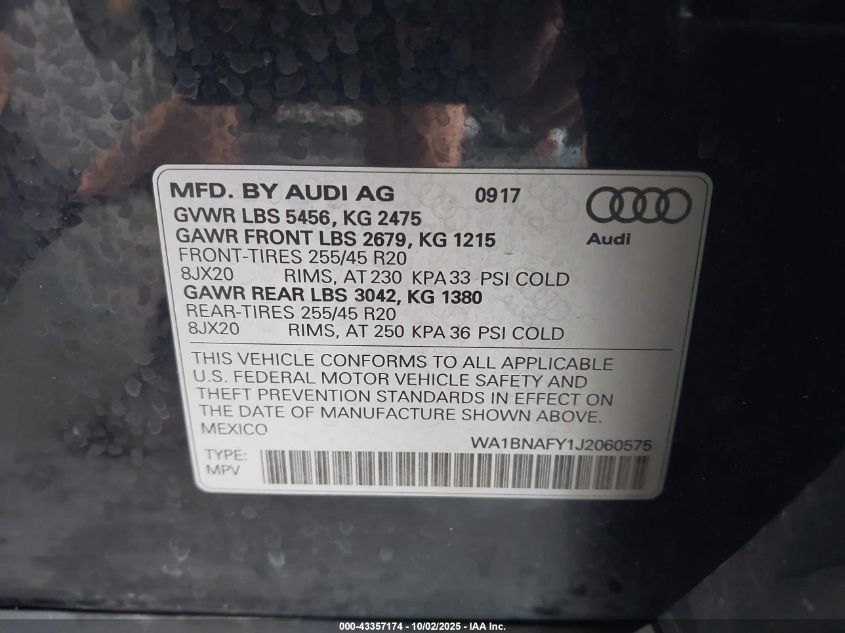 MFD. BY AUDI AG 0917
GVWR LBS 5456, KG 2475
GAWR FRONT LBS 2679, KG 1215
Audi
FRONT-TIRES 255/45 R20
8JX20 RIMS, AT 230 KPA 33 PSI COLD
GAWR REAR LBS 3042, KG 1380
REAR-TIRES 255/45 R20
8JX20 RIMS, AT 250 KPA 36 PSI COLD
THIS VEHICLE CONFORMS TO ALL APPLICABLE
U.S. FEDERAL MOTOR VEHICLE SAFETY AND
THEFT PREVENTION STANDARDS IN EFFECT ON
THE DATE OF MANUFACTURE SHOWN ABOVE.
MEXICO
WA1BNAFY1J2060575
TYPE:
MPV
000-43357174 - 10/02/2025 - IAA Inc.